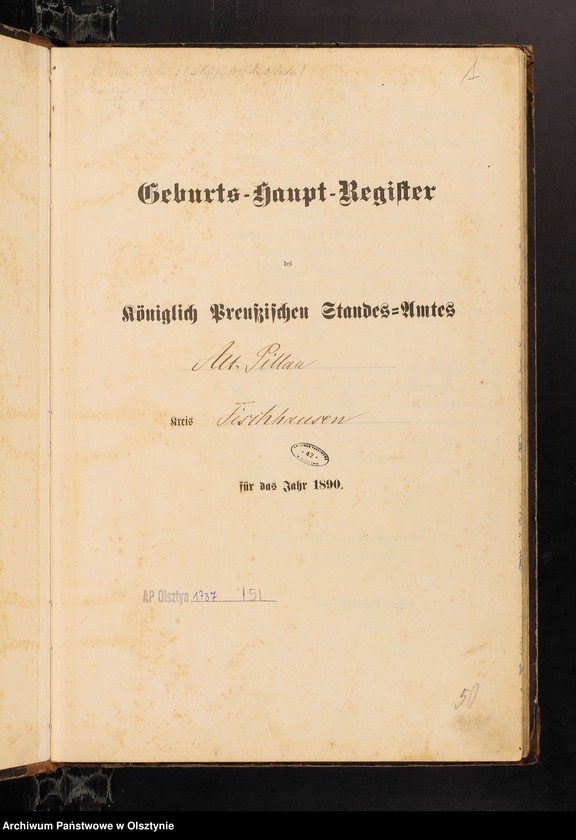 1
Geburts-Haupt-Register
des
Königlich Preußischen Standes-Amtes
Alt-Pillau
Kreis Fischhausen
42
für das Jahr 1890.
AP Olsztyn 1737 151
50
Archiwum Państwowe w Olsztynie